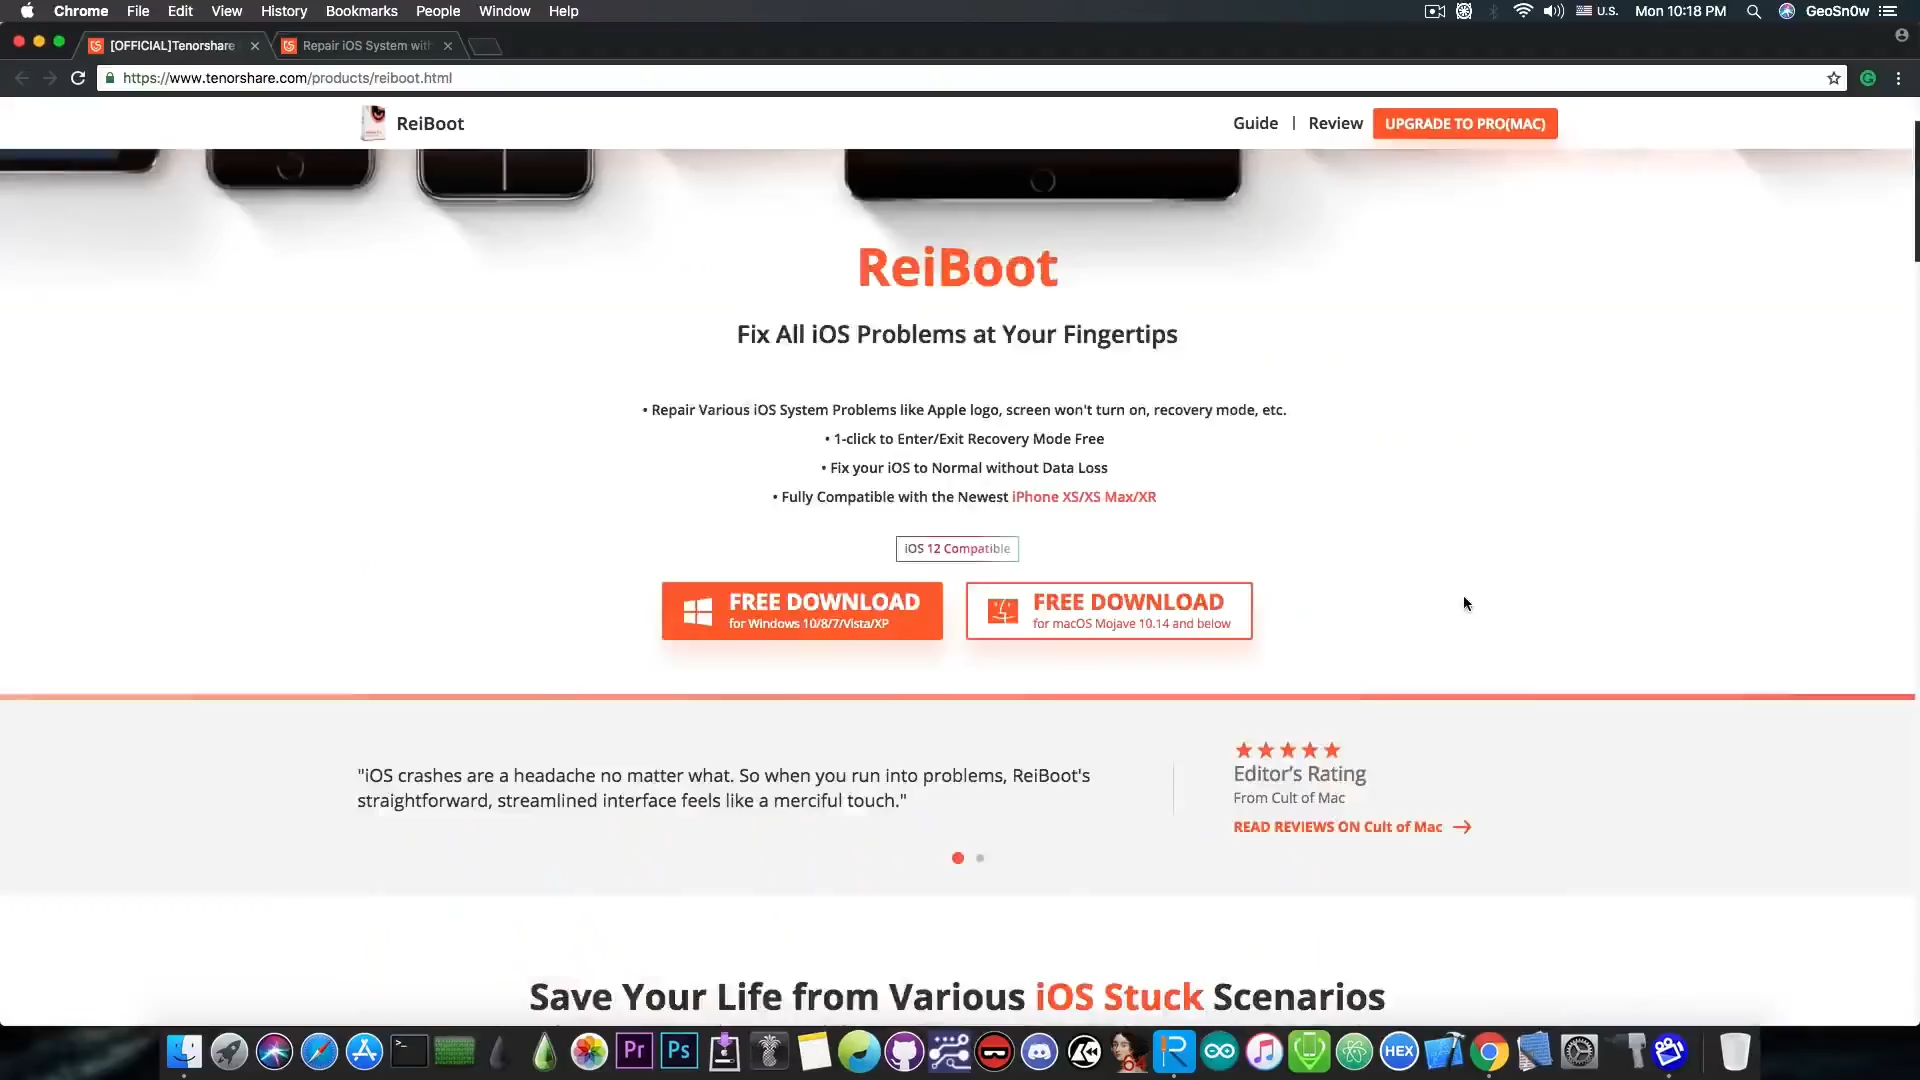 Chrome File Edit View History Bookmarks People Window Help
U.S. Mon 10:18 PM GeoSn0w
[OFFICIAL]Tenorshare
Repair iOS System with
https://www.tenorshare.com/products/reiboot.html
ReiBoot
Guide | Review
UPGRADE TO PRO(MAC)
ReiBoot
Fix All iOS Problems at Your Fingertips
• Repair Various iOS System Problems like Apple logo, screen won't turn on, recovery mode, etc.
• 1-click to Enter/Exit Recovery Mode Free
• Fix your iOS to Normal without Data Loss
• Fully Compatible with the Newest iPhone XS/XS Max/XR
iOS 12 Compatible
FREE DOWNLOAD
for Windows 10/8/7/Vista/XP
FREE DOWNLOAD
for macOS Mojave 10.14 and below
"iOS crashes are a headache no matter what. So when you run into problems, ReiBoot's
straightforward, streamlined interface feels like a merciful touch."
Editor's Rating
From Cult of Mac
READ REVIEWS ON Cult of Mac
Save Your Life from Various iOS Stuck Scenarios
Pr
Ps
HEX